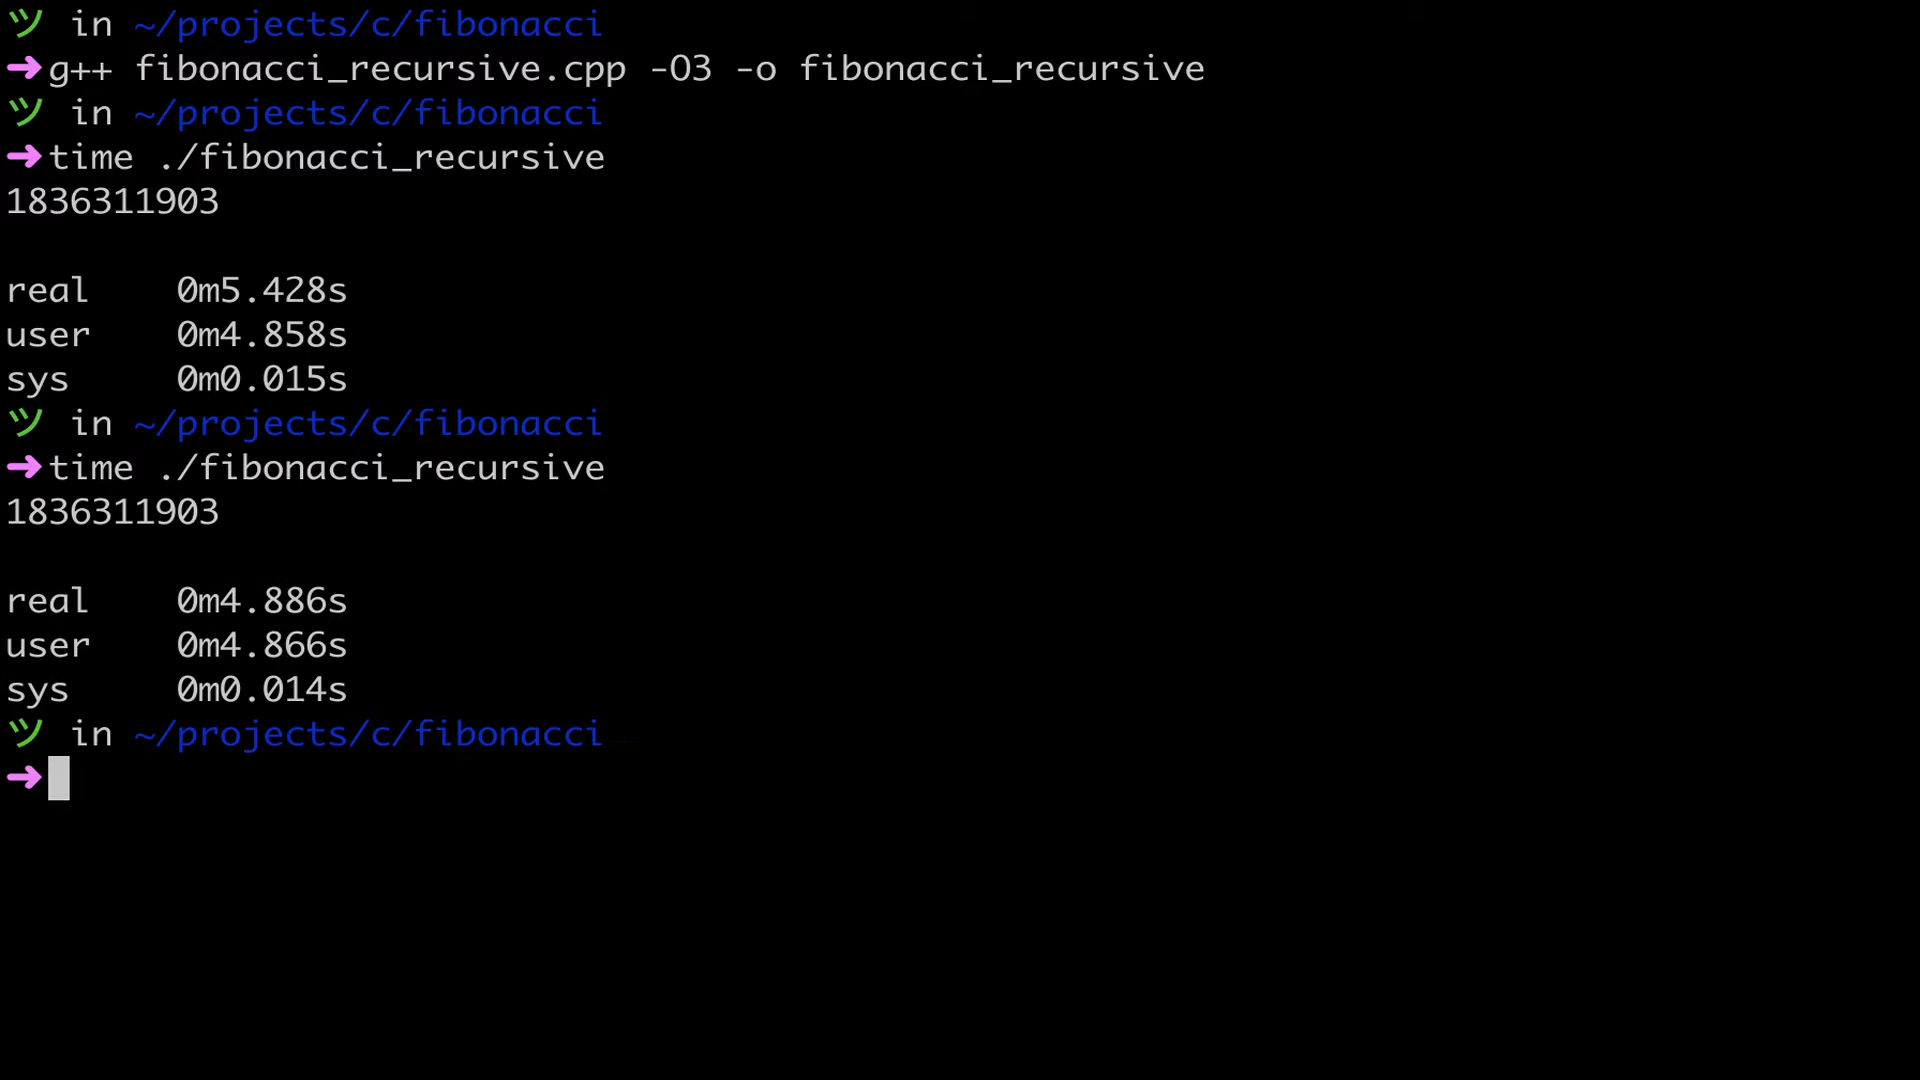 ツ in ~/projects/c/fibonacci
➜g++ fibonacci_recursive.cpp -O3 -o fibonacci_recursive
ツ in ~/projects/c/fibonacci
➜time ./fibonacci_recursive
1836311903
real    0m5.428s
user    0m4.858s
sys     0m0.015s
ツ in ~/projects/c/fibonacci
➜time ./fibonacci_recursive
1836311903
real    0m4.886s
user    0m4.866s
sys     0m0.014s
ツ in ~/projects/c/fibonacci
➜